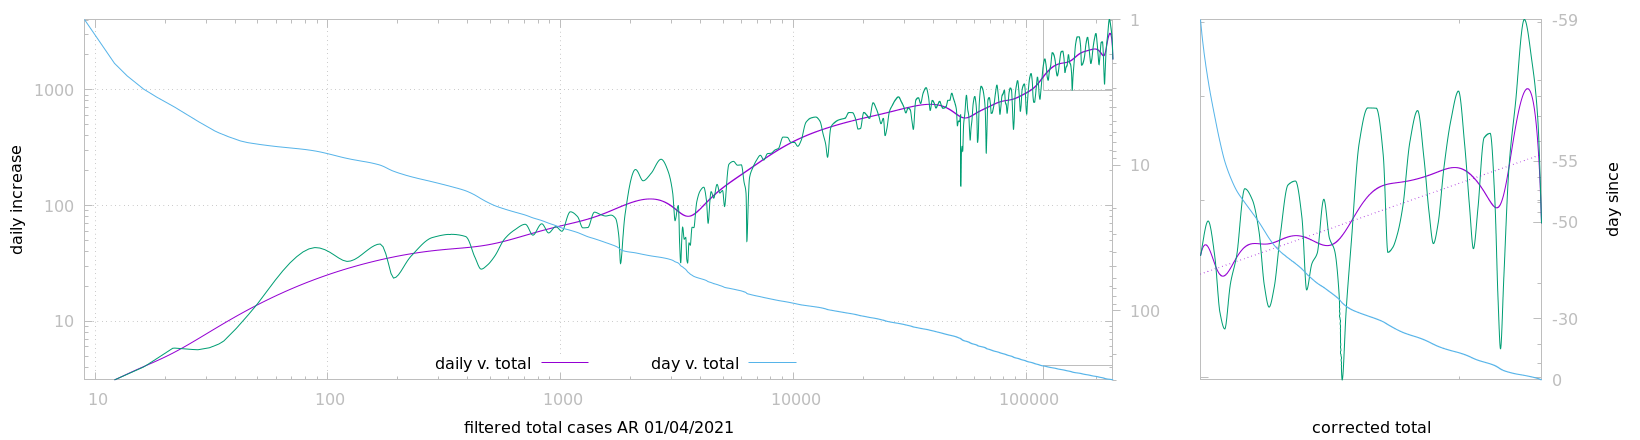 1
-59
1000
-55
10
100
-50
daily increase
day since
10
100
-30
daily v. total
day v. total
0
10
100
1000
10000
100000
filtered total cases AR 01/04/2021
corrected total